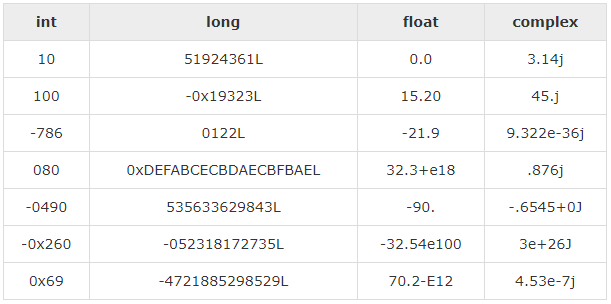 int long float complex
10 51924361L 0.0 3.14j
100 -0x19323L 15.20 45.j
-786 0122L -21.9 9.322e-36j
080 0xDEFABCECBDAECBFBAEL 32.3+e18 .876j
-0490 535633629843L -90. -.6545+0J
-0x260 -052318172735L -32.54e100 3e+26J
0x69 -4721885298529L 70.2-E12 4.53e-7j